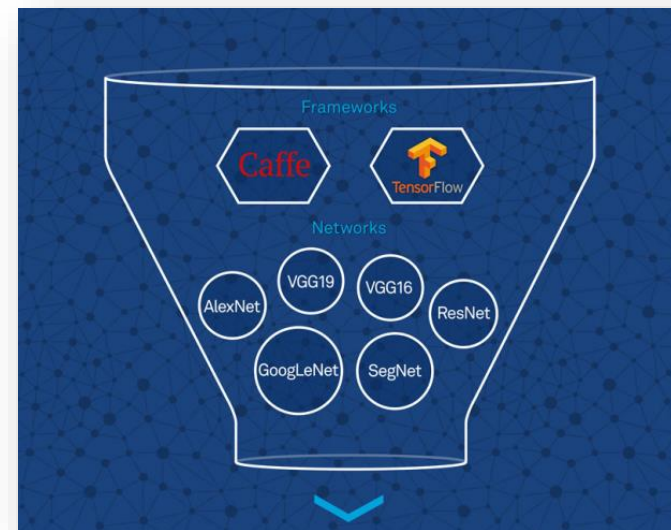 Frameworks
Caffe
TensorFlow
Networks
AlexNet
VGG19
VGG16
ResNet
GoogLeNet
SegNet